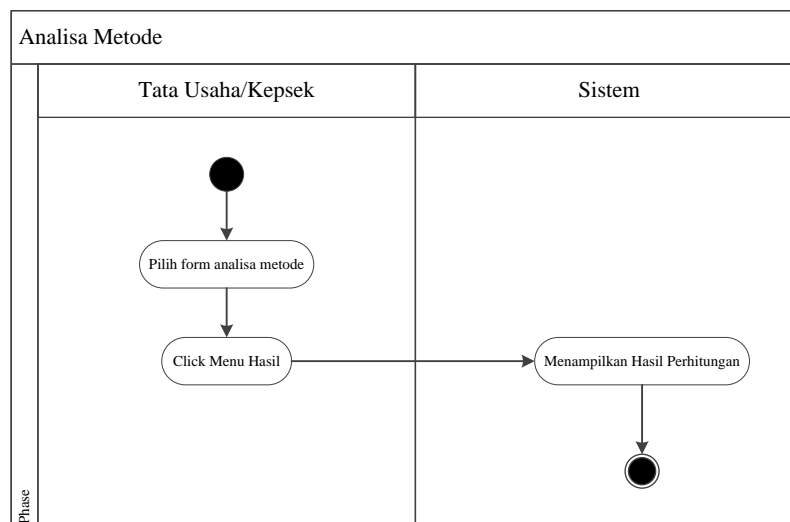 Analisa Metode
Tata Usaha/Kepsek
Sistem
Pilih form analisa metode
Click Menu Hasil
Menampilkan Hasil Perhitungan
Phase